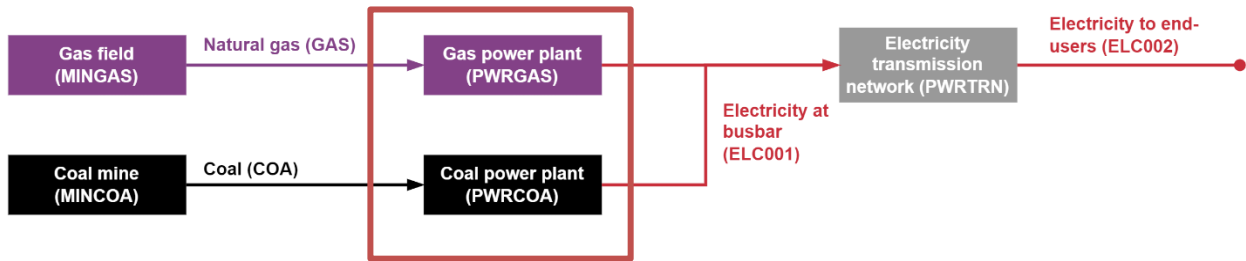 Gas field
(MINGAS)
Natural gas (GAS)
Gas power plant
(PWRGAS)
Electricity
transmission
network (PWRTRN)
Electricity to end-
users (ELC002)
Electricity at
busbar
(ELC001)
Coal mine
(MINCOA)
Coal (COA)
Coal power plant
(PWRCOA)